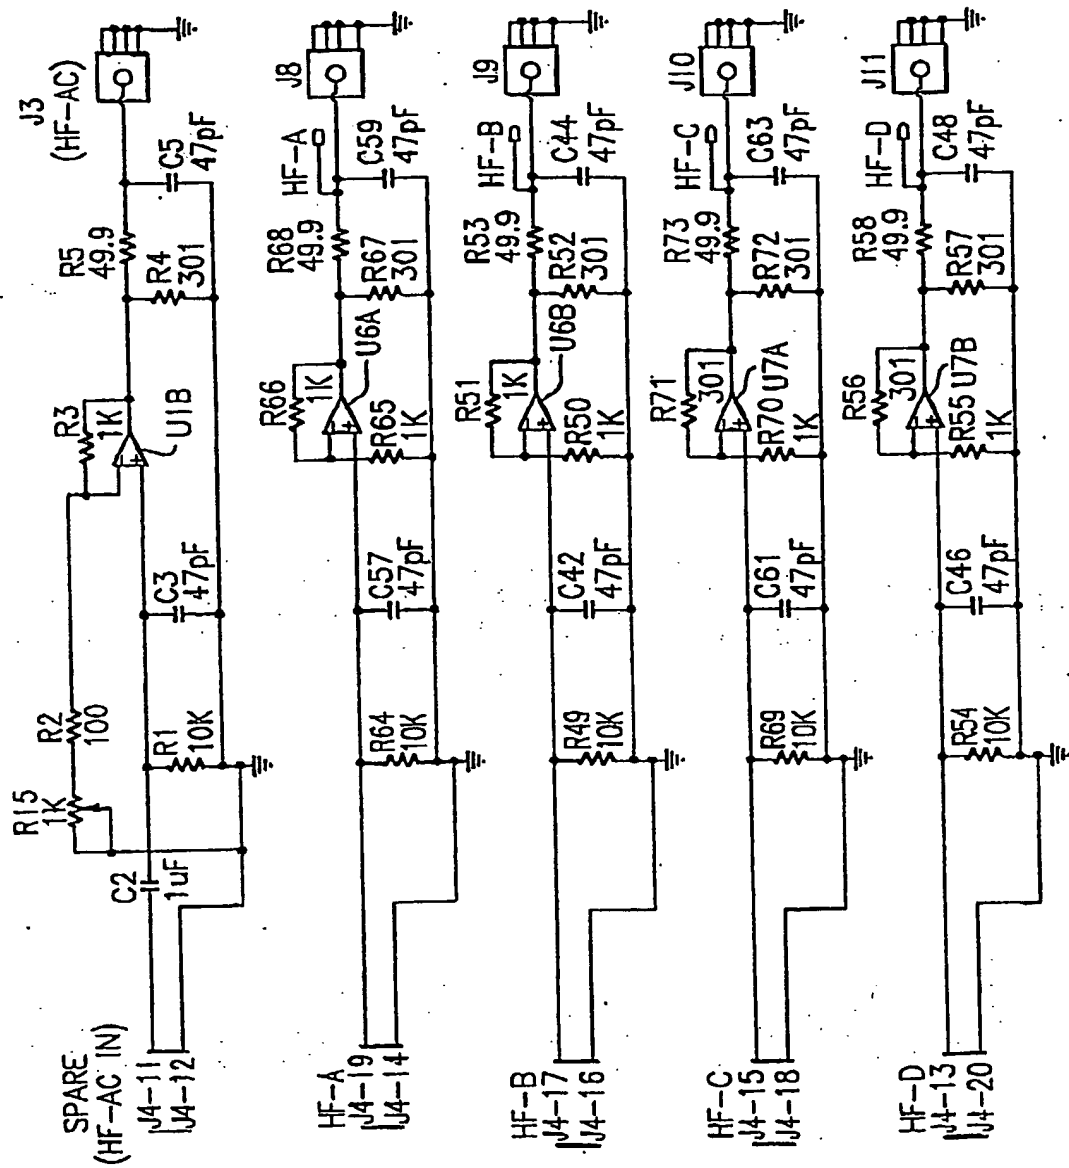 SPARE
(HF-AC IN)
J4-11
J4-12
C2
1uF
R15
1K
R2
100
R1
10K
C3
47pF
R3
1K
U1B
R5
49.9
R4
301
C5
47pF
J3
(HF-AC)
HF-A
J4-19
J4-14
R64
10K
C57
47pF
R66
1K
R65
1K
U6A
R68
49.9
R67
301
HF-A
C59
47pF
J8
HF-B
J4-17
J4-16
R49
10K
C42
47pF
R51
1K
R50
1K
U6B
R53
49.9
R52
301
HF-B
C44
47pF
J9
HF-C
J4-15
J4-18
R69
10K
C61
47pF
R71
301
R70
1K
U7A
R73
49.9
R72
301
HF-C
C63
47pF
J10
HF-D
J4-13
J4-20
R54
10K
C46
47pF
R56
301
R55
1K
U7B
R58
49.9
R57
301
HF-D
C48
47pF
J11